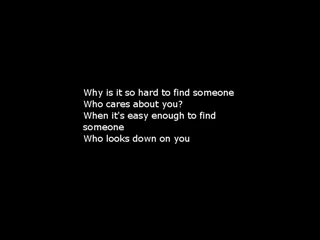 Why is it so hard to find someone
Who cares about you?
When it's easy enough to find
someone
Who looks down on you